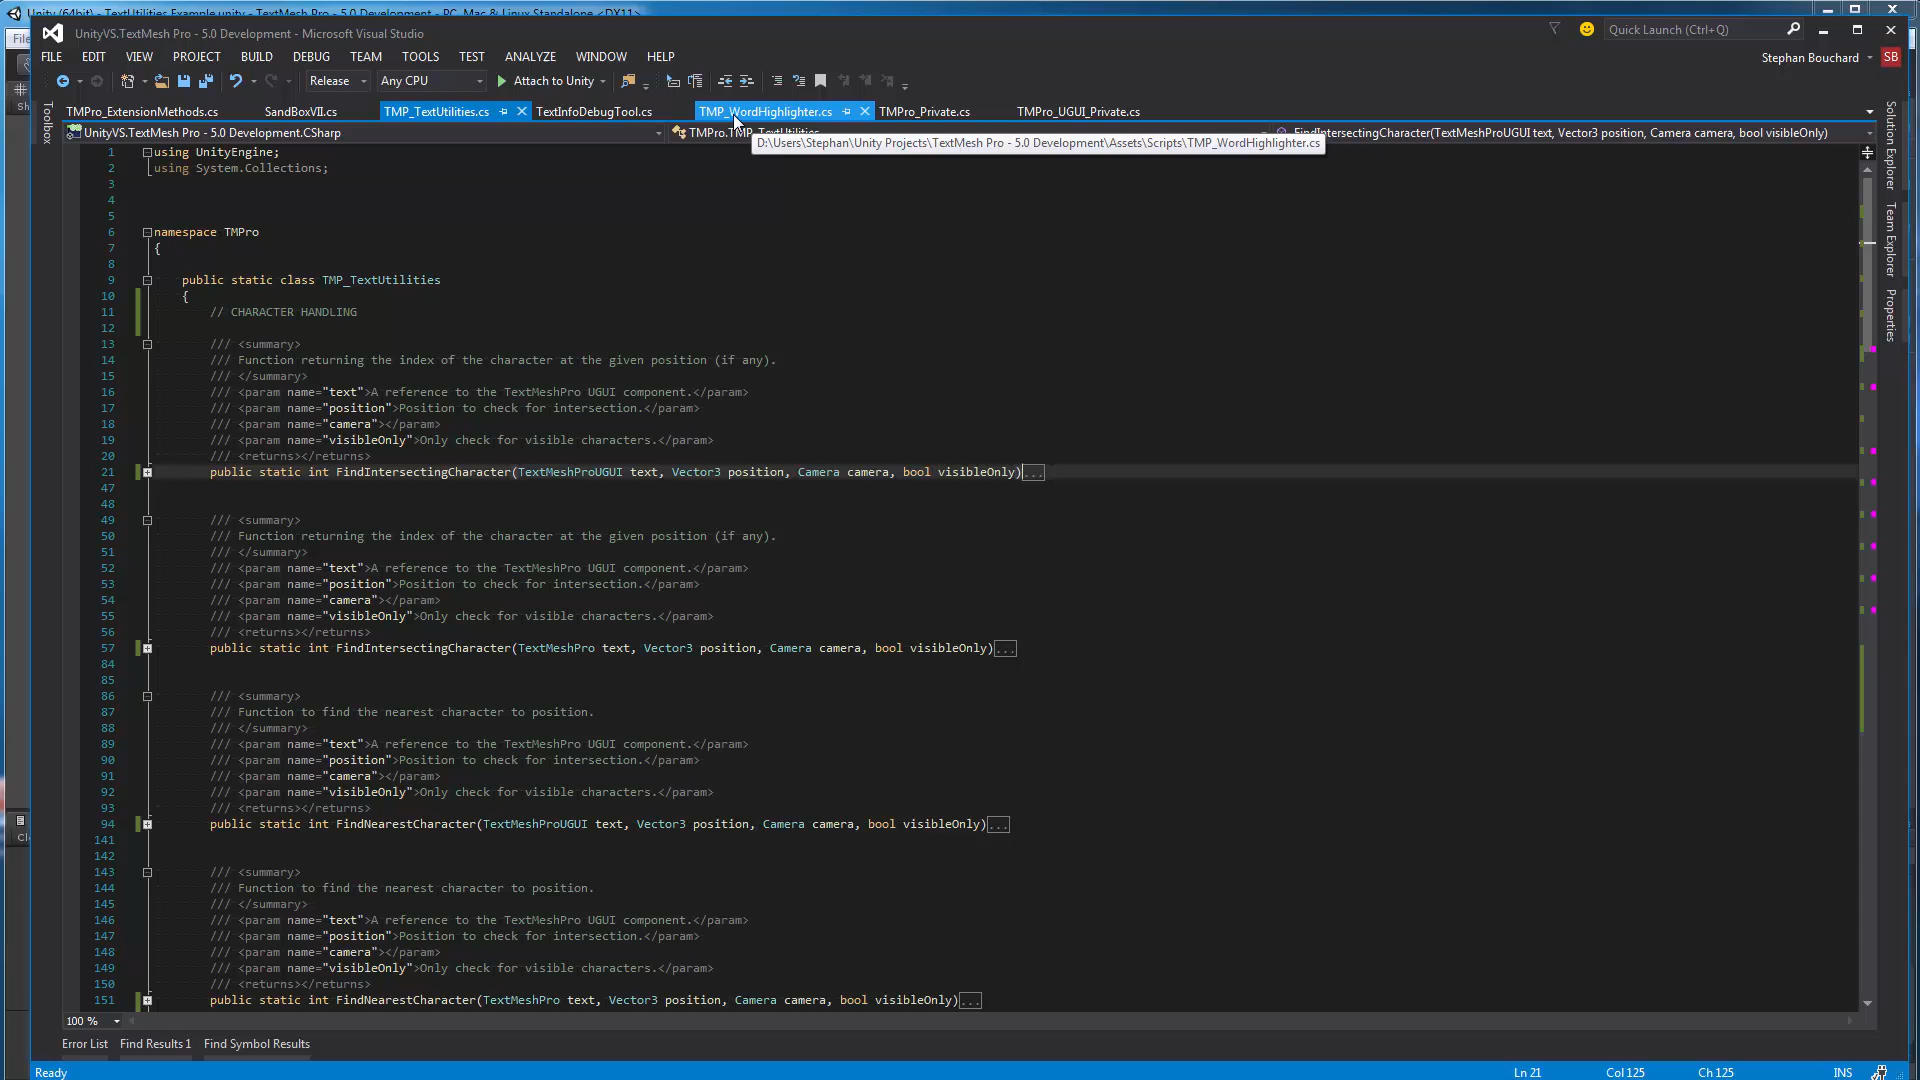 Unity (64bit) - TextUtilities Example.unity - TextMesh Pro - 5.0 Development - PC, Mac & Linux Standalone <DX11>
UnityVS.TextMesh Pro - 5.0 Development - Microsoft Visual Studio
Quick Launch (Ctrl+Q)
File
FILE EDIT VIEW PROJECT BUILD DEBUG TEAM TOOLS TEST ANALYZE WINDOW HELP
Stephan Bouchard SB
Release Any CPU Attach to Unity
TMPro_ExtensionMethods.cs SandBoxVII.cs TMP_TextUtilities.cs TextInfoDebugTool.cs TMP_WordHighlighter.cs TMPro_Private.cs TMPro_UGUI_Private.cs
UnityVS.TextMesh Pro - 5.0 Development.CSharp TMPro.TMP_TextUtilities FindIntersectingCharacter(TextMeshProUGUI text, Vector3 position, Camera camera, bool visibleOnly)
D:\Users\Stephan\Unity Projects\TextMesh Pro - 5.0 Development\Assets\Scripts\TMP_WordHighlighter.cs
Toolbox
Solution Explorer
Team Explorer
Properties
1 using UnityEngine;
2 using System.Collections;
3
4
5
6 namespace TMPro
7 {
8
9 public static class TMP_TextUtilities
10 {
11 // CHARACTER HANDLING
12
13 /// <summary>
14 /// Function returning the index of the character at the given position (if any).
15 /// </summary>
16 /// <param name="text">A reference to the TextMeshPro UGUI component.</param>
17 /// <param name="position">Position to check for intersection.</param>
18 /// <param name="camera"></param>
19 /// <param name="visibleOnly">Only check for visible characters.</param>
20 /// <returns></returns>
21 public static int FindIntersectingCharacter(TextMeshProUGUI text, Vector3 position, Camera camera, bool visibleOnly)...
47
48
49 /// <summary>
50 /// Function returning the index of the character at the given position (if any).
51 /// </summary>
52 /// <param name="text">A reference to the TextMeshPro UGUI component.</param>
53 /// <param name="position">Position to check for intersection.</param>
54 /// <param name="camera"></param>
55 /// <param name="visibleOnly">Only check for visible characters.</param>
56 /// <returns></returns>
57 public static int FindIntersectingCharacter(TextMeshPro text, Vector3 position, Camera camera, bool visibleOnly)...
84
85
86 /// <summary>
87 /// Function to find the nearest character to position.
88 /// </summary>
89 /// <param name="text">A reference to the TextMeshPro UGUI component.</param>
90 /// <param name="position">Position to check for intersection.</param>
91 /// <param name="camera"></param>
92 /// <param name="visibleOnly">Only check for visible characters.</param>
93 /// <returns></returns>
94 public static int FindNearestCharacter(TextMeshProUGUI text, Vector3 position, Camera camera, bool visibleOnly)...
141
142
143 /// <summary>
144 /// Function to find the nearest character to position.
145 /// </summary>
146 /// <param name="text">A reference to the TextMeshPro UGUI component.</param>
147 /// <param name="position">Position to check for intersection.</param>
148 /// <param name="camera"></param>
149 /// <param name="visibleOnly">Only check for visible characters.</param>
150 /// <returns></returns>
151 public static int FindNearestCharacter(TextMeshPro text, Vector3 position, Camera camera, bool visibleOnly)...
100 %
Error List Find Results 1 Find Symbol Results
Ready Ln 21 Col 125 Ch 125 INS